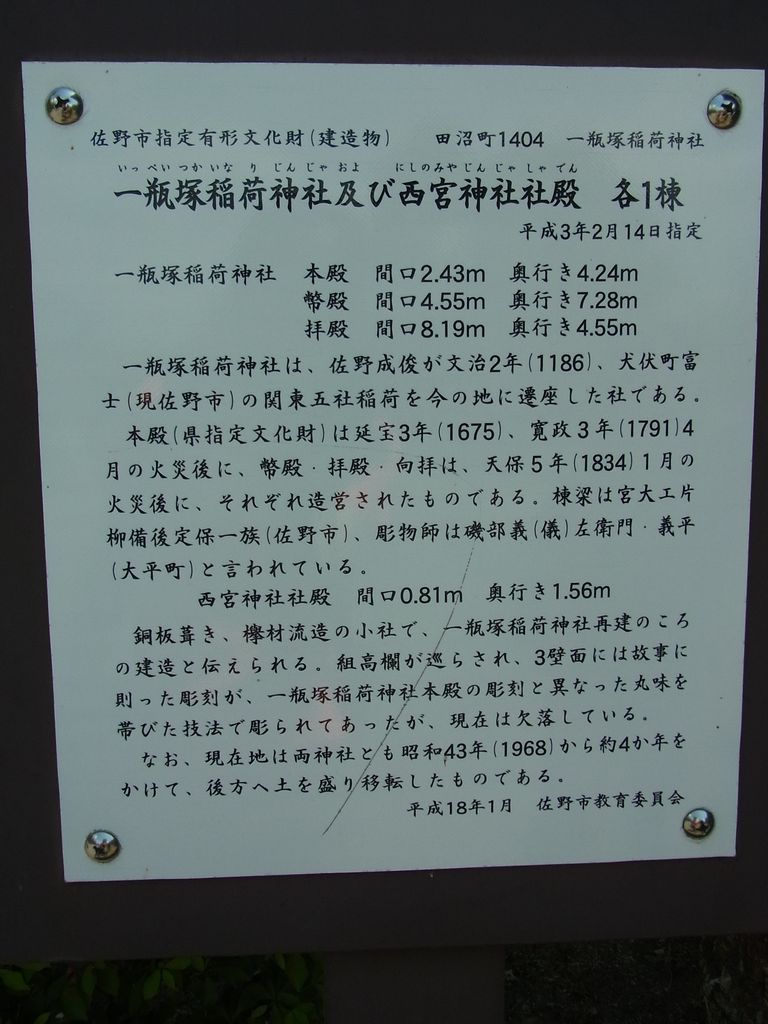 佐野市指定有形文化財(建造物)　田沼町1404　一瓶塚稲荷神社
いっぺいつかいなりじんじゃおよ　にしのみやじんじゃしゃでん
一瓶塚稲荷神社及び西宮神社社殿　各1棟
平成3年2月14日指定
一瓶塚稲荷神社　本殿　間口2.43m　奥行き4.24m
幣殿　間口4.55m　奥行き7.28m
拝殿　間口8.19m　奥行き4.55m
一瓶塚稲荷神社は、佐野成俊が文治2年(1186)、犬伏町富
士(現佐野市)の関東五社稲荷を今の地に遷座した社である。
本殿(県指定文化財)は延宝3年(1675)、寛政3年(1791)4
月の火災後に、幣殿・拝殿・向拝は、天保5年(1834)1月の
火災後に、それぞれ造営されたものである。棟梁は宮大工片
柳備後定保一族(佐野市)、彫物師は磯部義(儀)左衛門・義平
(大平町)と言われている。
西宮神社社殿　間口0.81m　奥行き1.56m
銅板葺き、欅材流造の小社で、一瓶塚稲荷神社再建のころ
の建造と伝えられる。組高欄が巡らされ、3壁面には故事に
則った彫刻が、一瓶塚稲荷神社本殿の彫刻と異なった丸味を
帯びた技法で彫られてあったが、現在は欠落している。
なお、現在地は両神社とも昭和43年(1968)から約4か年を
かけて、後方へ土を盛り移転したものである。
平成18年1月　佐野市教育委員会